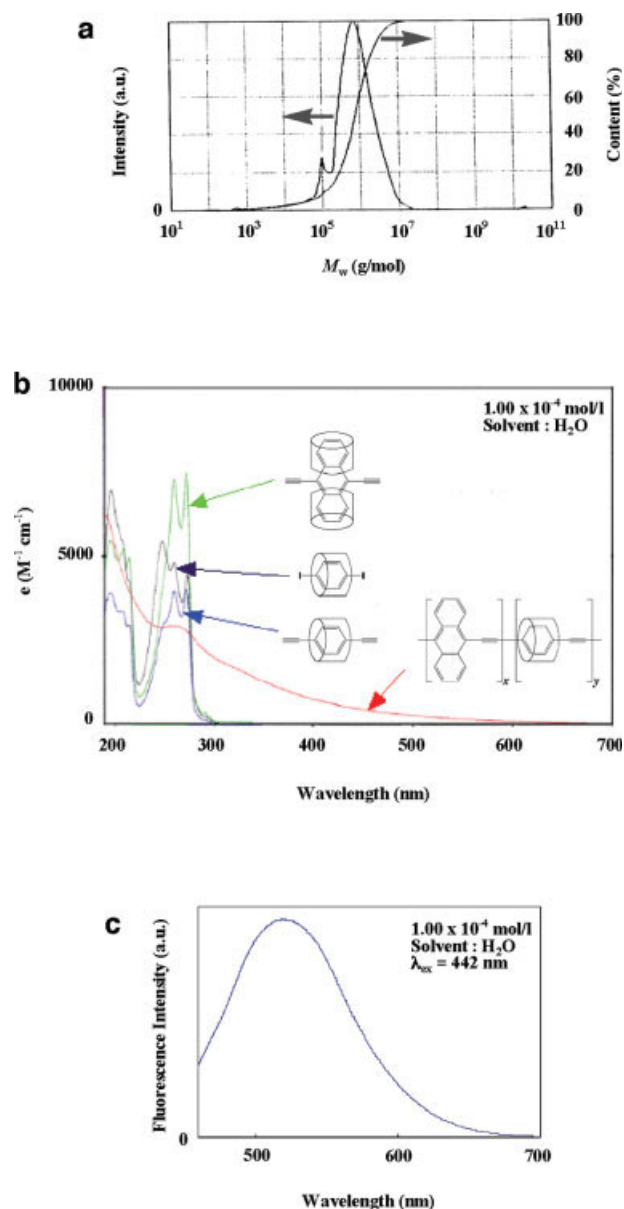 a
100
80
60
40
20
0
Content (%)
Intensity (a.u.)
0
10¹ 10³ 10⁵ 10⁷ 10⁹ 10¹¹
Mw (g/mol)
b
10000
5000
0
e (M⁻¹ cm⁻¹)
1.00 x 10⁻⁴ mol/l
Solvent : H₂O
I I
x y
200 300 400 500 600 700
Wavelength (nm)
c
Fluorescence Intensity (a.u.)
0
1.00 x 10⁻⁴ mol/l
Solvent : H₂O
λex = 442 nm
500 600 700
Wavelength (nm)